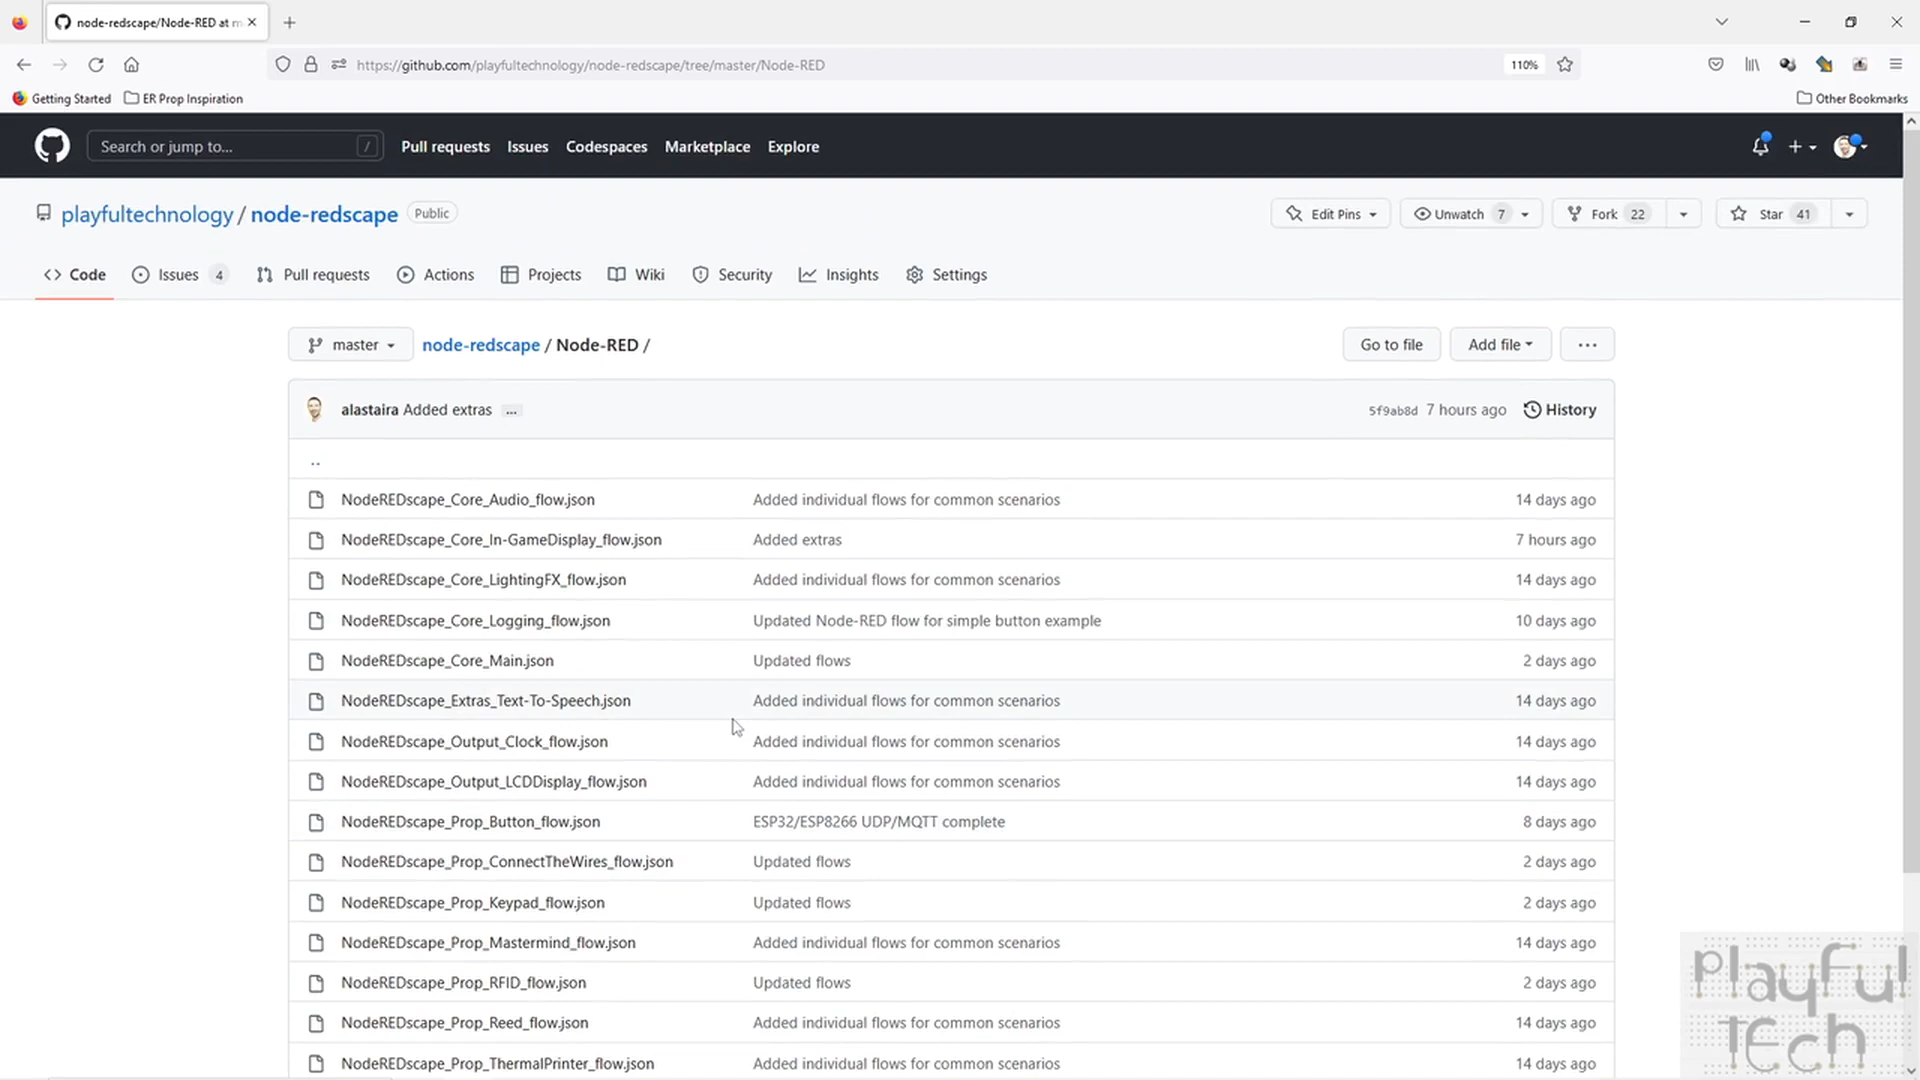 node-redscape/Node-RED at m
https://github.com/playfultechnology/node-redscape/tree/master/Node-RED
110%
Getting Started
ER Prop Inspiration
Other Bookmarks
Search or jump to...
/
Pull requests
Issues
Codespaces
Marketplace
Explore
playfultechnology / node-redscape
Public
Edit Pins
Unwatch 7
Fork 22
Star 41
Code
Issues 4
Pull requests
Actions
Projects
Wiki
Security
Insights
Settings
master
node-redscape / Node-RED /
Go to file
Add file
...
alastaira Added extras ...
5f9ab8d 7 hours ago
History
..
NodeREDscape_Core_Audio_flow.json Added individual flows for common scenarios 14 days ago
NodeREDscape_Core_In-GameDisplay_flow.json Added extras 7 hours ago
NodeREDscape_Core_LightingFX_flow.json Added individual flows for common scenarios 14 days ago
NodeREDscape_Core_Logging_flow.json Updated Node-RED flow for simple button example 10 days ago
NodeREDscape_Core_Main.json Updated flows 2 days ago
NodeREDscape_Extras_Text-To-Speech.json Added individual flows for common scenarios 14 days ago
NodeREDscape_Output_Clock_flow.json Added individual flows for common scenarios 14 days ago
NodeREDscape_Output_LCDDisplay_flow.json Added individual flows for common scenarios 14 days ago
NodeREDscape_Prop_Button_flow.json ESP32/ESP8266 UDP/MQTT complete 8 days ago
NodeREDscape_Prop_ConnectTheWires_flow.json Updated flows 2 days ago
NodeREDscape_Prop_Keypad_flow.json Updated flows 2 days ago
NodeREDscape_Prop_Mastermind_flow.json Added individual flows for common scenarios 14 days ago
NodeREDscape_Prop_RFID_flow.json Updated flows 2 days ago
NodeREDscape_Prop_Reed_flow.json Added individual flows for common scenarios 14 days ago
NodeREDscape_Prop_ThermalPrinter_flow.json Added individual flows for common scenarios 14 days ago
playful
tech